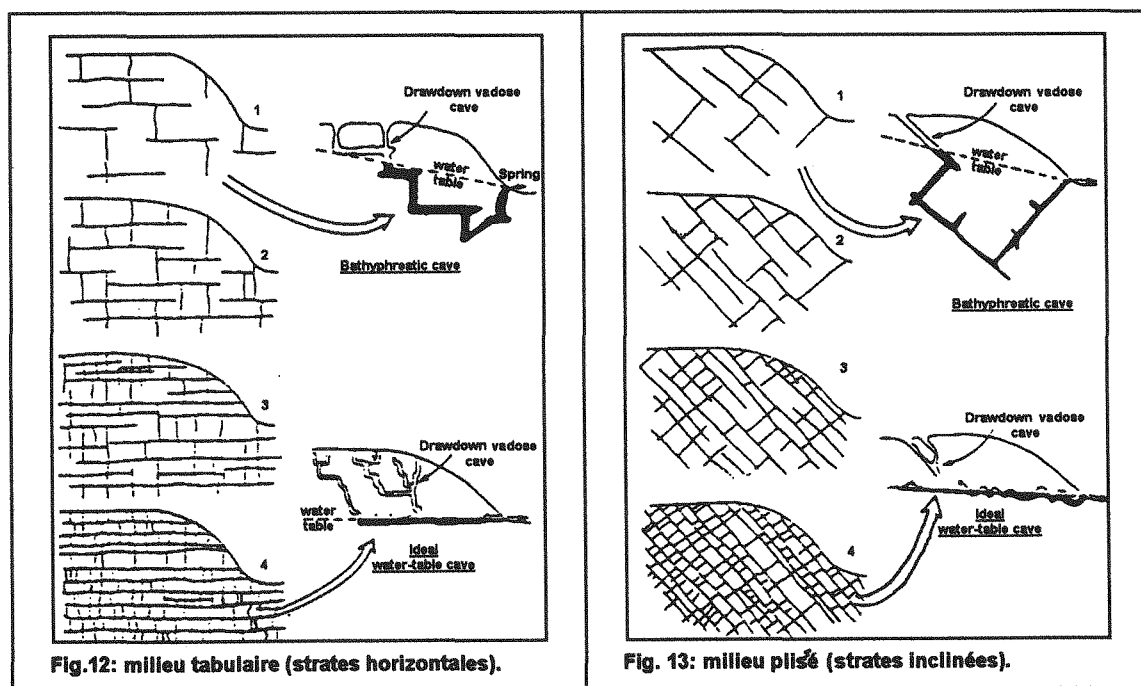 1
Drawdown vadose
cave
water
table
Spring
Bathyphreatic cave
2
3
Drawdown vadose
cave
water
table
Ideal
water-table cave
4
Fig.12: milieu tabulaire (strates horizontales).
1
Drawdown vadose
cave
water
table
2
Bathyphreatic cave
3
Drawdown vadose
cave
Ideal
water-table cave
4
Fig. 13: milieu plisé (strates inclinées).